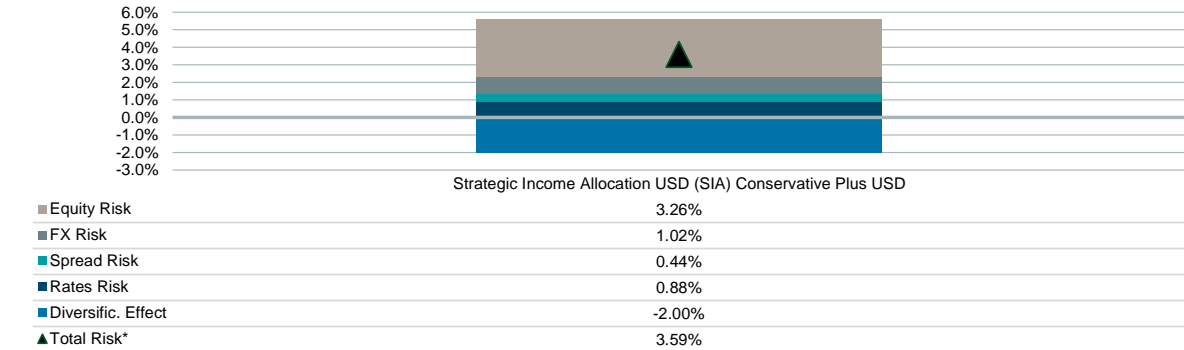 6.0%
5.0%
4.0%
3.0%
2.0%
1.0%
0.0%
-1.0%
-2.0%
-3.0%
Strategic Income Allocation USD (SIA) Conservative Plus USD
Equity Risk 3.26%
FX Risk 1.02%
Spread Risk 0.44%
Rates Risk 0.88%
Diversific. Effect -2.00%
Total Risk* 3.59%